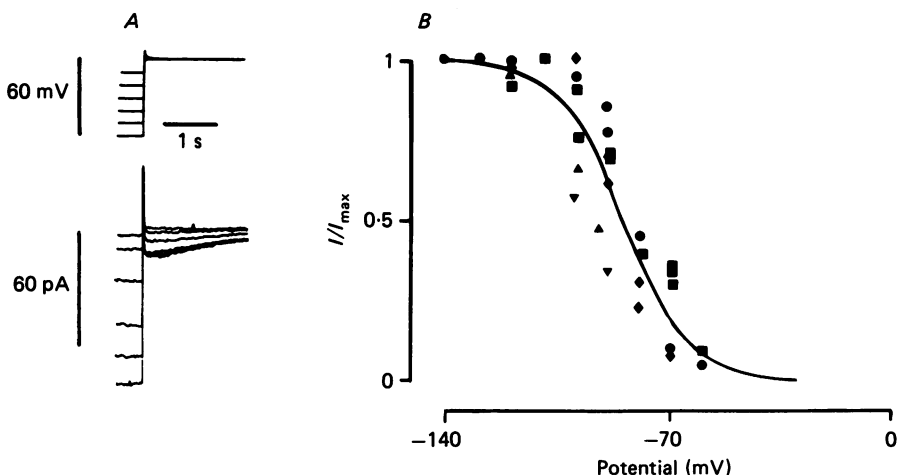 A
60 mV
1 s
60 pA
B
I/Imax
1
0·5
0
−140
−70
0
Potential (mV)